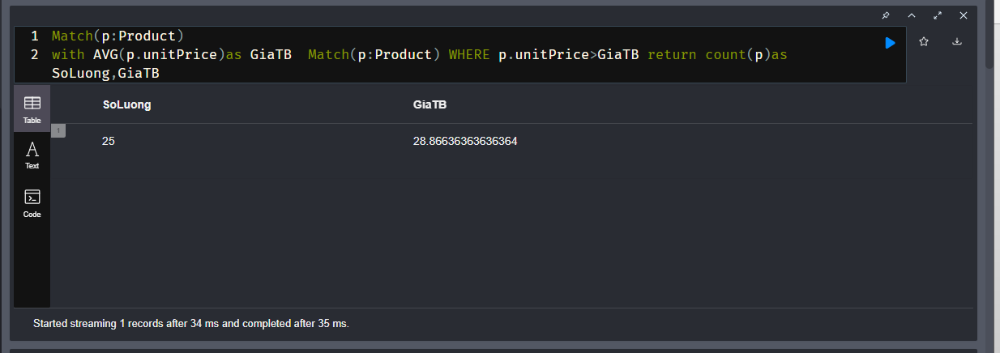 1 Match(p:Product)
2 with AVG(p.unitPrice)as GiaTB  Match(p:Product) WHERE p.unitPrice>GiaTB return count(p)as
SoLuong,GiaTB
Table
SoLuong GiaTB
1
25 28.86636363636364
Text
Code
Started streaming 1 records after 34 ms and completed after 35 ms.